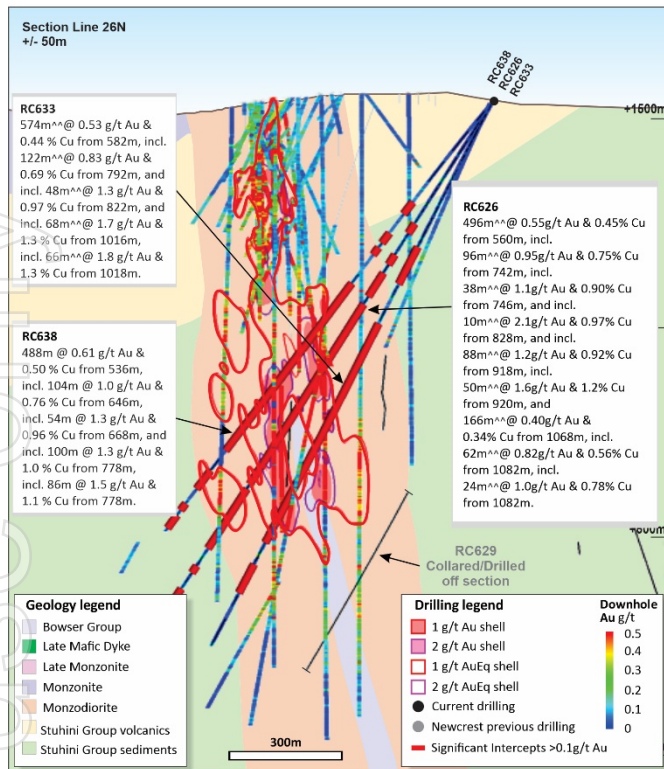 Section Line 26N
+/- 50m
RC638
RC626
RC633
+1600m
RC633
574m^^@ 0.53 g/t Au &
0.44 % Cu from 582m, incl.
122m^^@ 0.83 g/t Au &
0.69 % Cu from 792m, and
incl. 48m^^@ 1.3 g/t Au &
0.97 % Cu from 822m, and
incl. 68m^^@ 1.7 g/t Au &
1.3 % Cu from 1016m,
incl. 66m^^@ 1.8 g/t Au &
1.3 % Cu from 1018m.
RC626
496m^^@ 0.55g/t Au & 0.45% Cu
from 560m, incl.
96m^^@ 0.95g/t Au & 0.75% Cu
from 742m, incl.
38m^^@ 1.1g/t Au & 0.90% Cu
from 746m, and incl.
10m^^@ 2.1g/t Au & 0.97% Cu
from 828m, and incl.
88m^^@ 1.2g/t Au & 0.92% Cu
from 918m, incl.
50m^^@ 1.6g/t Au & 1.2% Cu
from 920m, and
166m^^@ 0.40g/t Au &
0.34% Cu from 1068m, incl.
62m^^@ 0.82g/t Au & 0.56% Cu
from 1082m, incl.
24m^^@ 1.0g/t Au & 0.78% Cu
from 1082m.
RC638
488m @ 0.61 g/t Au &
0.50 % Cu from 536m,
incl. 104m @ 1.0 g/t Au &
0.76 % Cu from 646m,
incl. 54m @ 1.3 g/t Au &
0.96 % Cu from 668m, and
incl. 100m @ 1.3 g/t Au &
1.0 % Cu from 778m,
incl. 86m @ 1.5 g/t Au &
1.1 % Cu from 778m.
RC629
Collared/Drilled
off section
Geology legend
Bowser Group
Late Mafic Dyke
Late Monzonite
Monzonite
Monzodiorite
Stuhini Group volcanics
Stuhini Group sediments
300m
Drilling legend
1 g/t Au shell
2 g/t Au shell
1 g/t AuEq shell
2 g/t AuEq shell
Current drilling
Newcrest previous drilling
Significant Intercepts >0.1g/t Au
Downhole
Au g/t
0.5
0.4
0.3
0.2
0.1
0